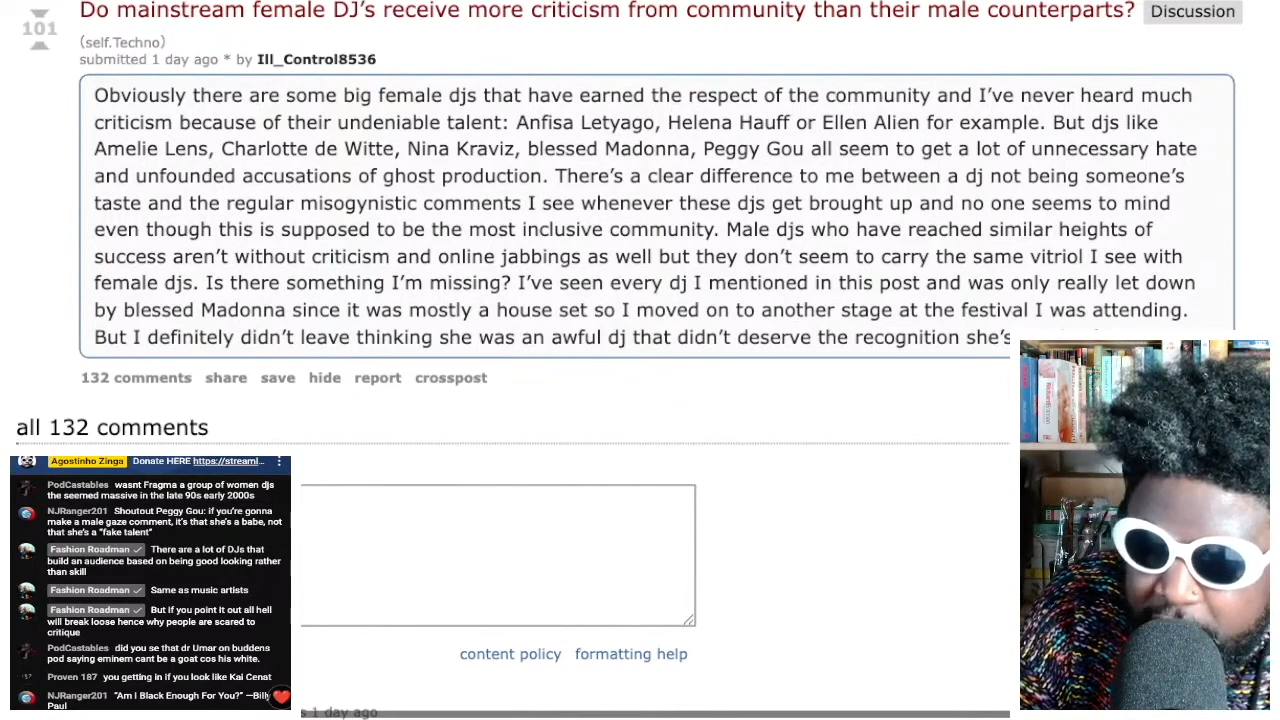 Do mainstream female DJ's receive more criticism from community than their male counterparts? Discussion
101
(self.Techno)
submitted 1 day ago * by Ill_Control8536
Obviously there are some big female djs that have earned the respect of the community and I've never heard much
criticism because of their undeniable talent: Anfisa Letyago, Helena Hauff or Ellen Alien for example. But djs like
Amelie Lens, Charlotte de Witte, Nina Kraviz, blessed Madonna, Peggy Gou all seem to get a lot of unnecessary hate
and unfounded accusations of ghost production. There's a clear difference to me between a dj not being someone's
taste and the regular misogynistic comments I see whenever these djs get brought up and no one seems to mind
even though this is supposed to be the most inclusive community. Male djs who have reached similar heights of
success aren't without criticism and online jabbings as well but they don't seem to carry the same vitriol I see with
female djs. Is there something I'm missing? I've seen every dj I mentioned in this post and was only really let down
by blessed Madonna since it was mostly a house set so I moved on to another stage at the festival I was attending.
But I definitely didn't leave thinking she was an awful dj that didn't deserve the recognition she's
132 comments share save hide report crosspost
all 132 comments
Agostinho Zinga Donate HERE https://streaml...
PodCastables wasnt Fragma a group of women djs
the seemed massive in the late 90s early 2000s
NJRanger201 Shoutout Peggy Gou: if you're gonna
make a male gaze comment, it's that she's a babe, not
that she's a "fake talent"
Fashion Roadman There are a lot of DJs that
build an audience based on being good looking rather
than skill
Fashion Roadman Same as music artists
Fashion Roadman But if you point it out all hell
will break loose hence why people are scared to
critique
PodCastables did you se that dr Umar on buddens
pod saying eminem cant be a goat cos his white.
Proven 187 you getting in if you look like Kai Cenat
NJRanger201 "Am I Black Enough For You?" —Billy
Paul
content policy formatting help
s 1 day ago